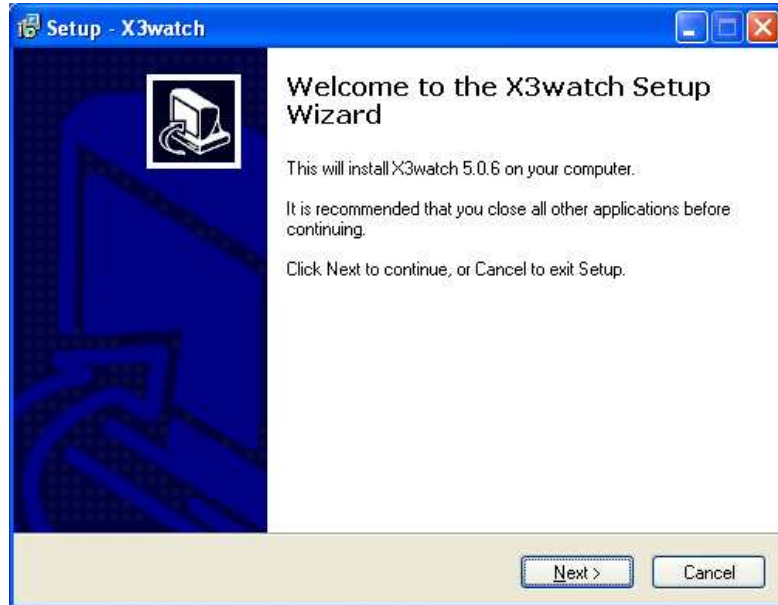 Setup - X3watch
Welcome to the X3watch Setup
Wizard
This will install X3watch 5.0.6 on your computer.
It is recommended that you close all other applications before
continuing.
Click Next to continue, or Cancel to exit Setup.
Next >
Cancel